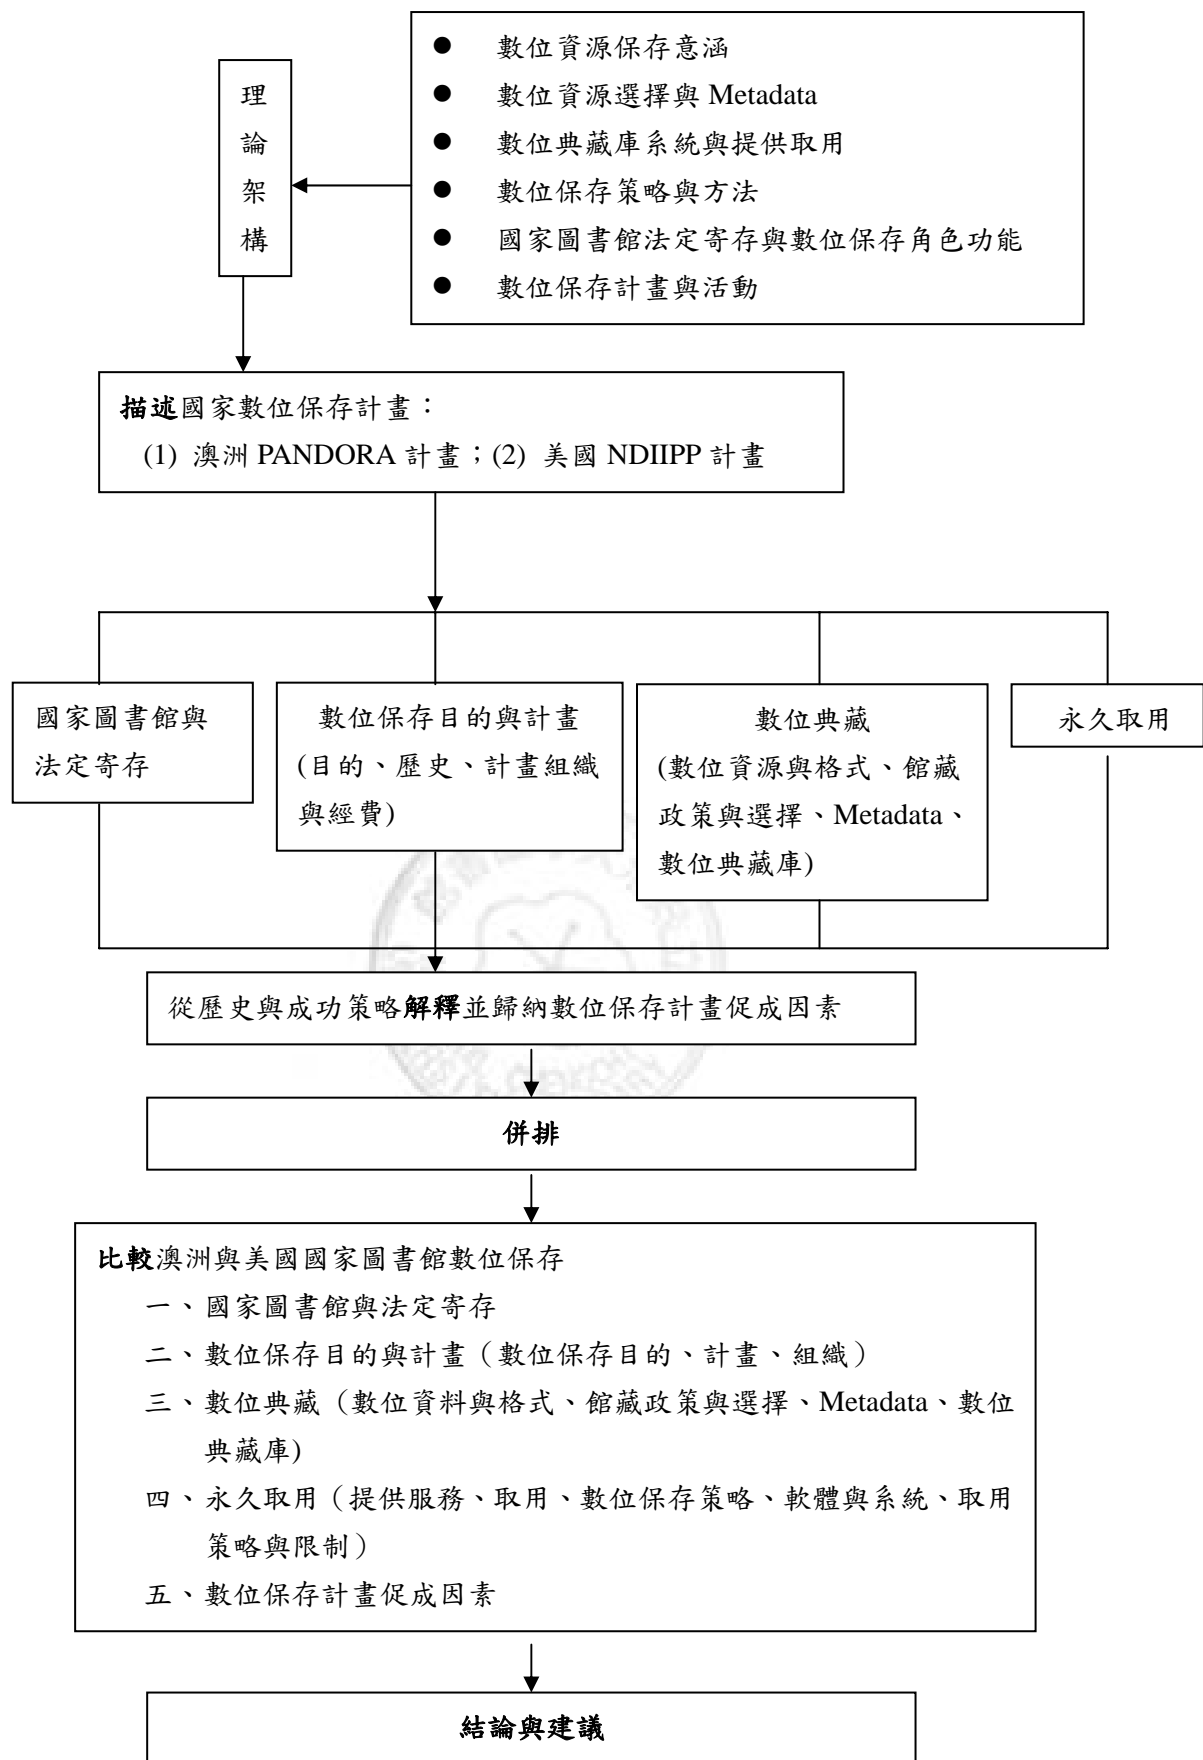 理
論
架
構
● 數位資源保存意涵
● 數位資源選擇與 Metadata
● 數位典藏庫系統與提供取用
● 數位保存策略與方法
● 國家圖書館法定寄存與數位保存角色功能
● 數位保存計畫與活動
描述國家數位保存計畫：
(1) 澳洲 PANDORA 計畫；(2) 美國 NDIIPP 計畫
國家圖書館與
法定寄存
數位保存目的與計畫
(目的、歷史、計畫組織
與經費)
數位典藏
(數位資源與格式、館藏
政策與選擇、Metadata、
數位典藏庫)
永久取用
從歷史與成功策略解釋並歸納數位保存計畫促成因素
併排
比較澳洲與美國國家圖書館數位保存
一、國家圖書館與法定寄存
二、數位保存目的與計畫（數位保存目的、計畫、組織）
三、數位典藏（數位資料與格式、館藏政策與選擇、Metadata、數位
典藏庫)
四、永久取用（提供服務、取用、數位保存策略、軟體與系統、取用
策略與限制）
五、數位保存計畫促成因素
結論與建議